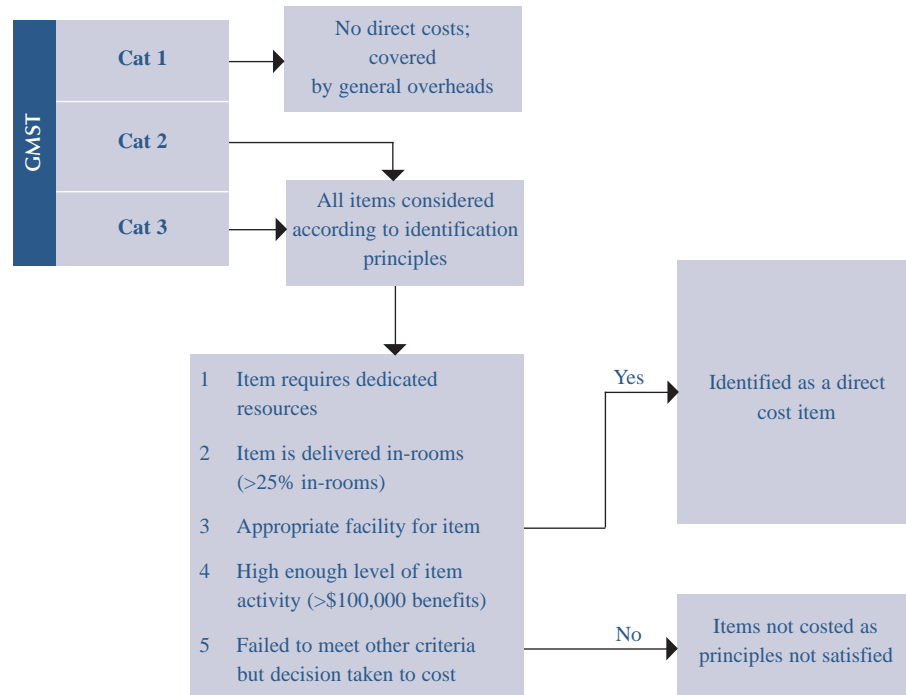 GMST
Cat 1
No direct costs;
covered
by general overheads
Cat 2
Cat 3
All items considered
according to identification
principles
1 Item requires dedicated
resources
2 Item is delivered in-rooms
(>25% in-rooms)
3 Appropriate facility for item
4 High enough level of item
activity (>$100,000 benefits)
5 Failed to meet other criteria
but decision taken to cost
Yes
Identified as a direct
cost item
No
Items not costed as
principles not satisfied